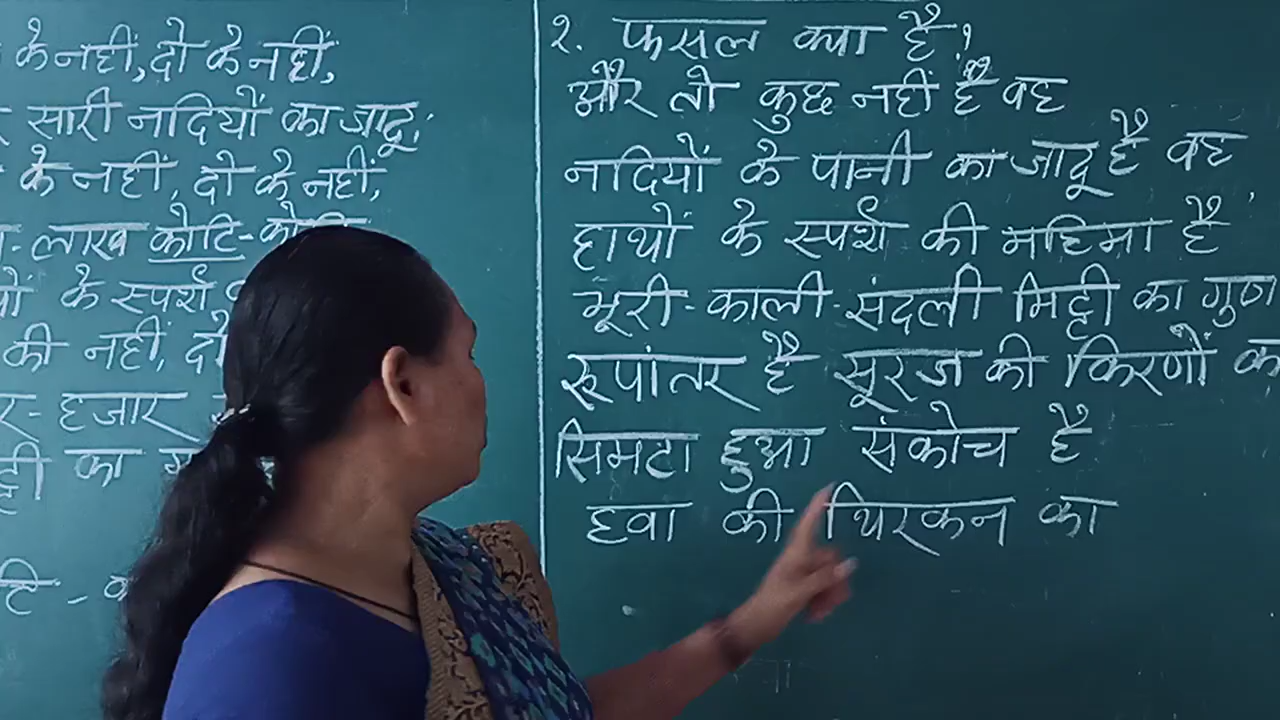 के नहीं, दो के नहीं,
सारी नदियों का जादू:
के नहीं, दो के नहीं,
लाख कोटि-कोटि
के स्पर्श
की नहीं, दो
हजार
का
२. फसल क्या है?
और तो कुछ नहीं है वह
नदियों के पानी का जादू है वह
हाथों के स्पर्श की महिमा है,
भूरी-काली-संदली मिट्टी का गुण
रूपांतर है सूरज की किरणों का
सिमटा हुआ संकोच है
हवा की थिरकन का